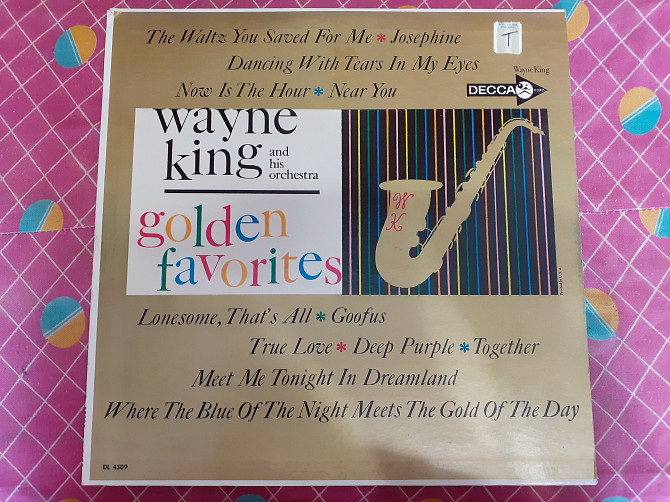 The Waltz You Saved For Me * Josephine
Dancing With Tears In My Eyes
Now Is The Hour * Near You
T
Wayne King
DECCA
wayne
king
and
his
orchestra
golden
favorites
W
K
Lonesome, That's All * Goofus
True Love * Deep Purple * Together
Meet Me Tonight In Dreamland
Where The Blue Of The Night Meets The Gold Of The Day
DL 4309